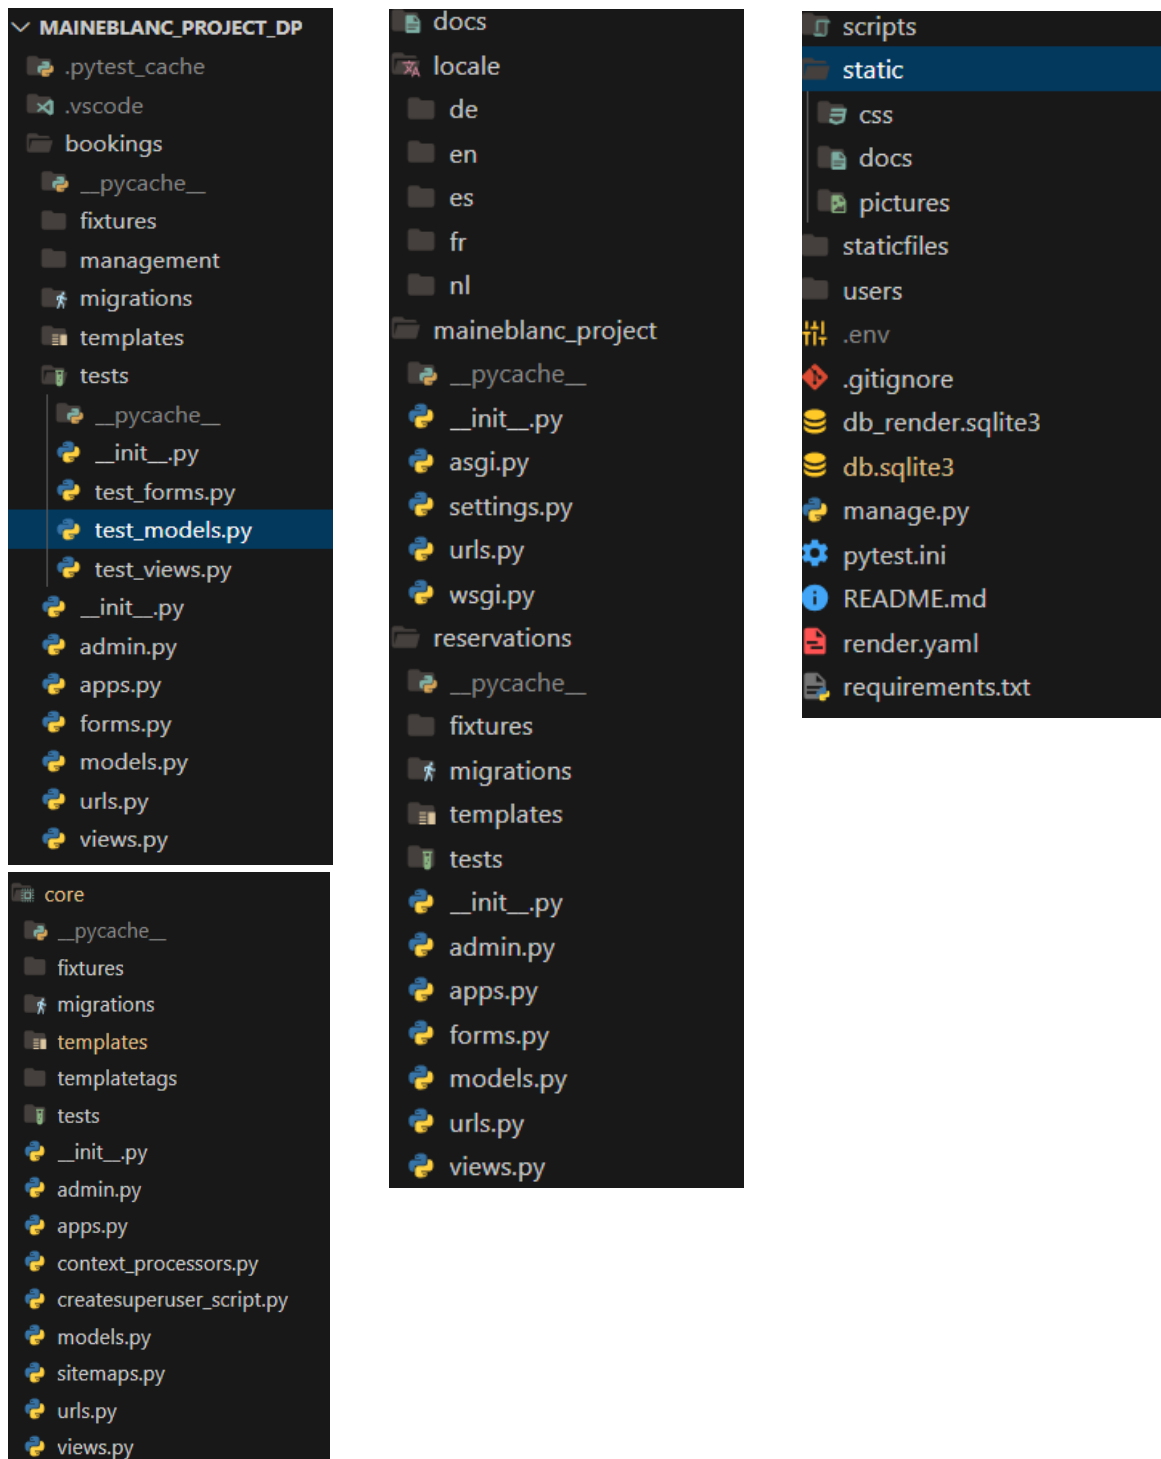 MAINEBLANC_PROJECT_DP
.pytest_cache
.vscode
bookings
__pycache__
fixtures
management
migrations
templates
tests
__pycache__
__init__.py
test_forms.py
test_models.py
test_views.py
__init__.py
admin.py
apps.py
forms.py
models.py
urls.py
views.py
core
__pycache__
fixtures
migrations
templates
templatetags
tests
__init__.py
admin.py
apps.py
context_processors.py
createsuperuser_script.py
models.py
sitemaps.py
urls.py
views.py
docs
locale
de
en
es
fr
nl
maineblanc_project
__pycache__
__init__.py
asgi.py
settings.py
urls.py
wsgi.py
reservations
__pycache__
fixtures
migrations
templates
tests
__init__.py
admin.py
apps.py
forms.py
models.py
urls.py
views.py
scripts
static
css
docs
pictures
staticfiles
users
.env
.gitignore
db_render.sqlite3
db.sqlite3
manage.py
pytest.ini
README.md
render.yaml
requirements.txt